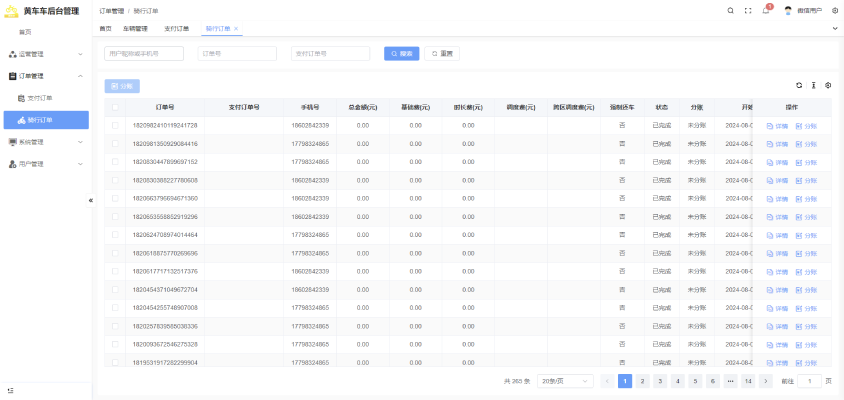 黄车车后台管理
首页
运营管理
订单管理
支付订单
骑行订单
系统管理
用户管理
订单管理 / 骑行订单
微信用户
首页 车辆管理 支付订单 骑行订单 ×
用户昵称或手机号 订单号 支付订单号 搜索 重置
分账
订单号 支付订单号 手机号 总金额(元) 基础费(元) 时长费(元) 调度费(元) 跨区调度费(元) 强制还车 状态 分账 开始 操作
1820982410119241728 18602842339 0.00 0.00 0.00 否 已完成 未分账 2024-08-0 详情 分账
1820981350929084416 17798324865 0.00 0.00 0.00 否 已完成 未分账 2024-08-0 详情 分账
1820830447899697152 17798324865 0.00 0.00 0.00 否 已完成 未分账 2024-08-0 详情 分账
1820830388227780608 18602842339 0.00 0.00 0.00 否 已完成 未分账 2024-08-0 详情 分账
1820663795694671360 18602842339 0.00 0.00 0.00 否 已完成 未分账 2024-08-0 详情 分账
1820653558852919296 18602842339 0.00 0.00 0.00 否 已完成 未分账 2024-08-0 详情 分账
1820624708974014464 17798324865 0.00 0.00 0.00 否 已完成 未分账 2024-08-0 详情 分账
1820618875770269696 17798324865 0.00 0.00 0.00 否 已完成 未分账 2024-08-0 详情 分账
1820617717132517376 18602842339 0.00 0.00 0.00 否 已完成 未分账 2024-08-0 详情 分账
1820454371049672704 18602842339 0.00 0.00 0.00 否 已完成 未分账 2024-08-0 详情 分账
1820454255748907008 17798324865 0.00 0.00 0.00 否 已完成 未分账 2024-08-0 详情 分账
1820257839585038336 17798324865 0.00 0.00 0.00 否 已完成 未分账 2024-08-0 详情 分账
1820093672546275328 17798324865 0.00 0.00 0.00 否 已完成 未分账 2024-08-0 详情 分账
1819531917282299904 17798324865 0.00 0.00 0.00 否 已完成 未分账 2024-08-0 详情 分账
共 263 条 20条/页 1 2 3 4 5 6 ••• 14 前往 1 页